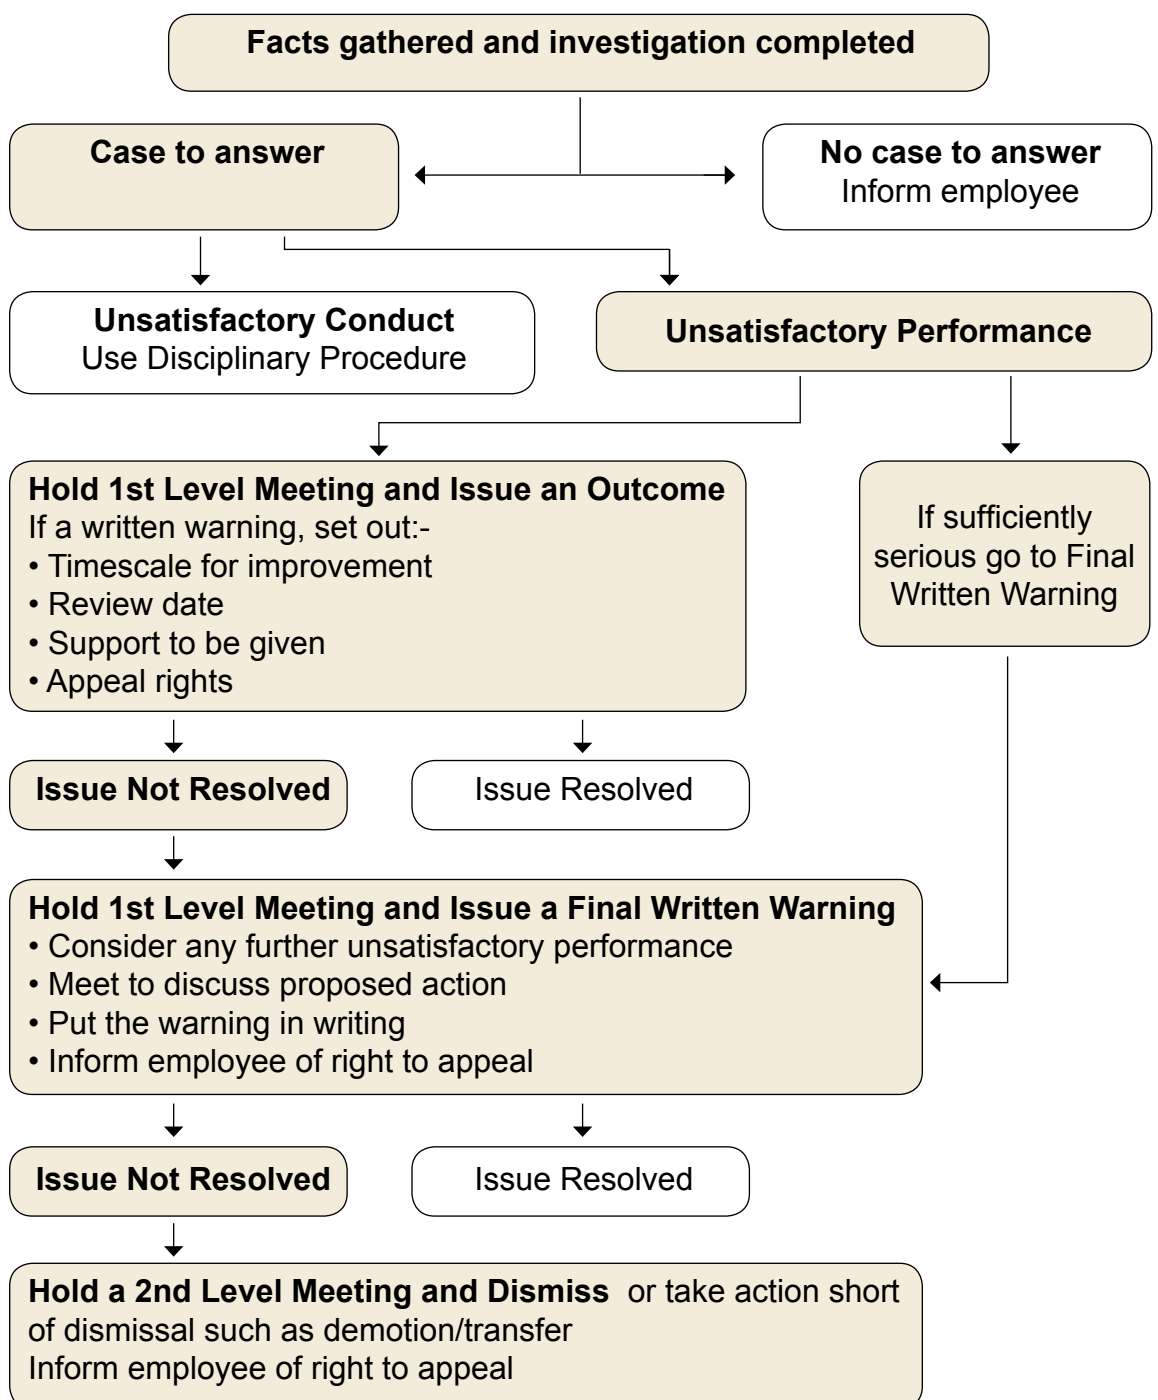 Facts gathered and investigation completed
Case to answer
No case to answer
Inform employee
Unsatisfactory Conduct
Use Disciplinary Procedure
Unsatisfactory Performance
Hold 1st Level Meeting and Issue an Outcome
If a written warning, set out:-
• Timescale for improvement
• Review date
• Support to be given
• Appeal rights
If sufficiently
serious go to Final
Written Warning
Issue Not Resolved
Issue Resolved
Hold 1st Level Meeting and Issue a Final Written Warning
• Consider any further unsatisfactory performance
• Meet to discuss proposed action
• Put the warning in writing
• Inform employee of right to appeal
Issue Not Resolved
Issue Resolved
Hold a 2nd Level Meeting and Dismiss or take action short
of dismissal such as demotion/transfer
Inform employee of right to appeal